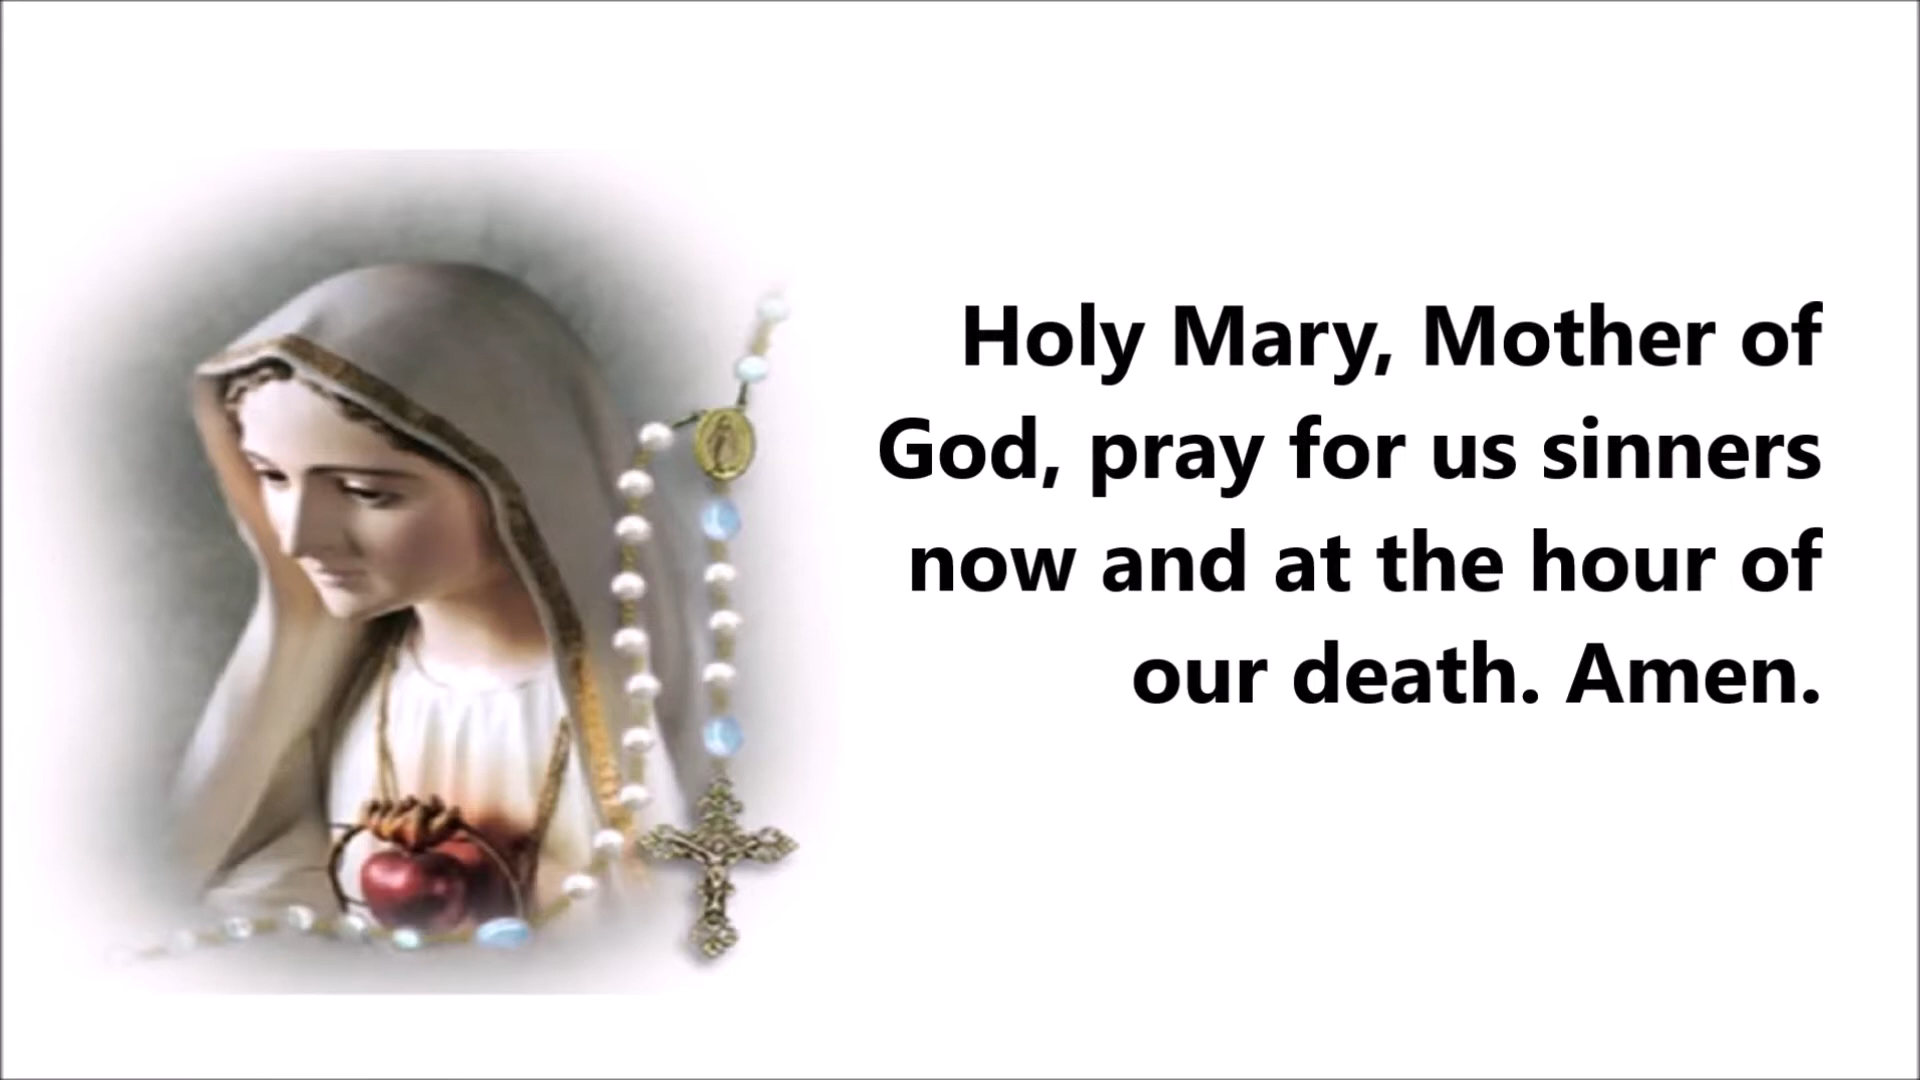 Holy Mary, Mother of
God, pray for us sinners
now and at the hour of
our death. Amen.